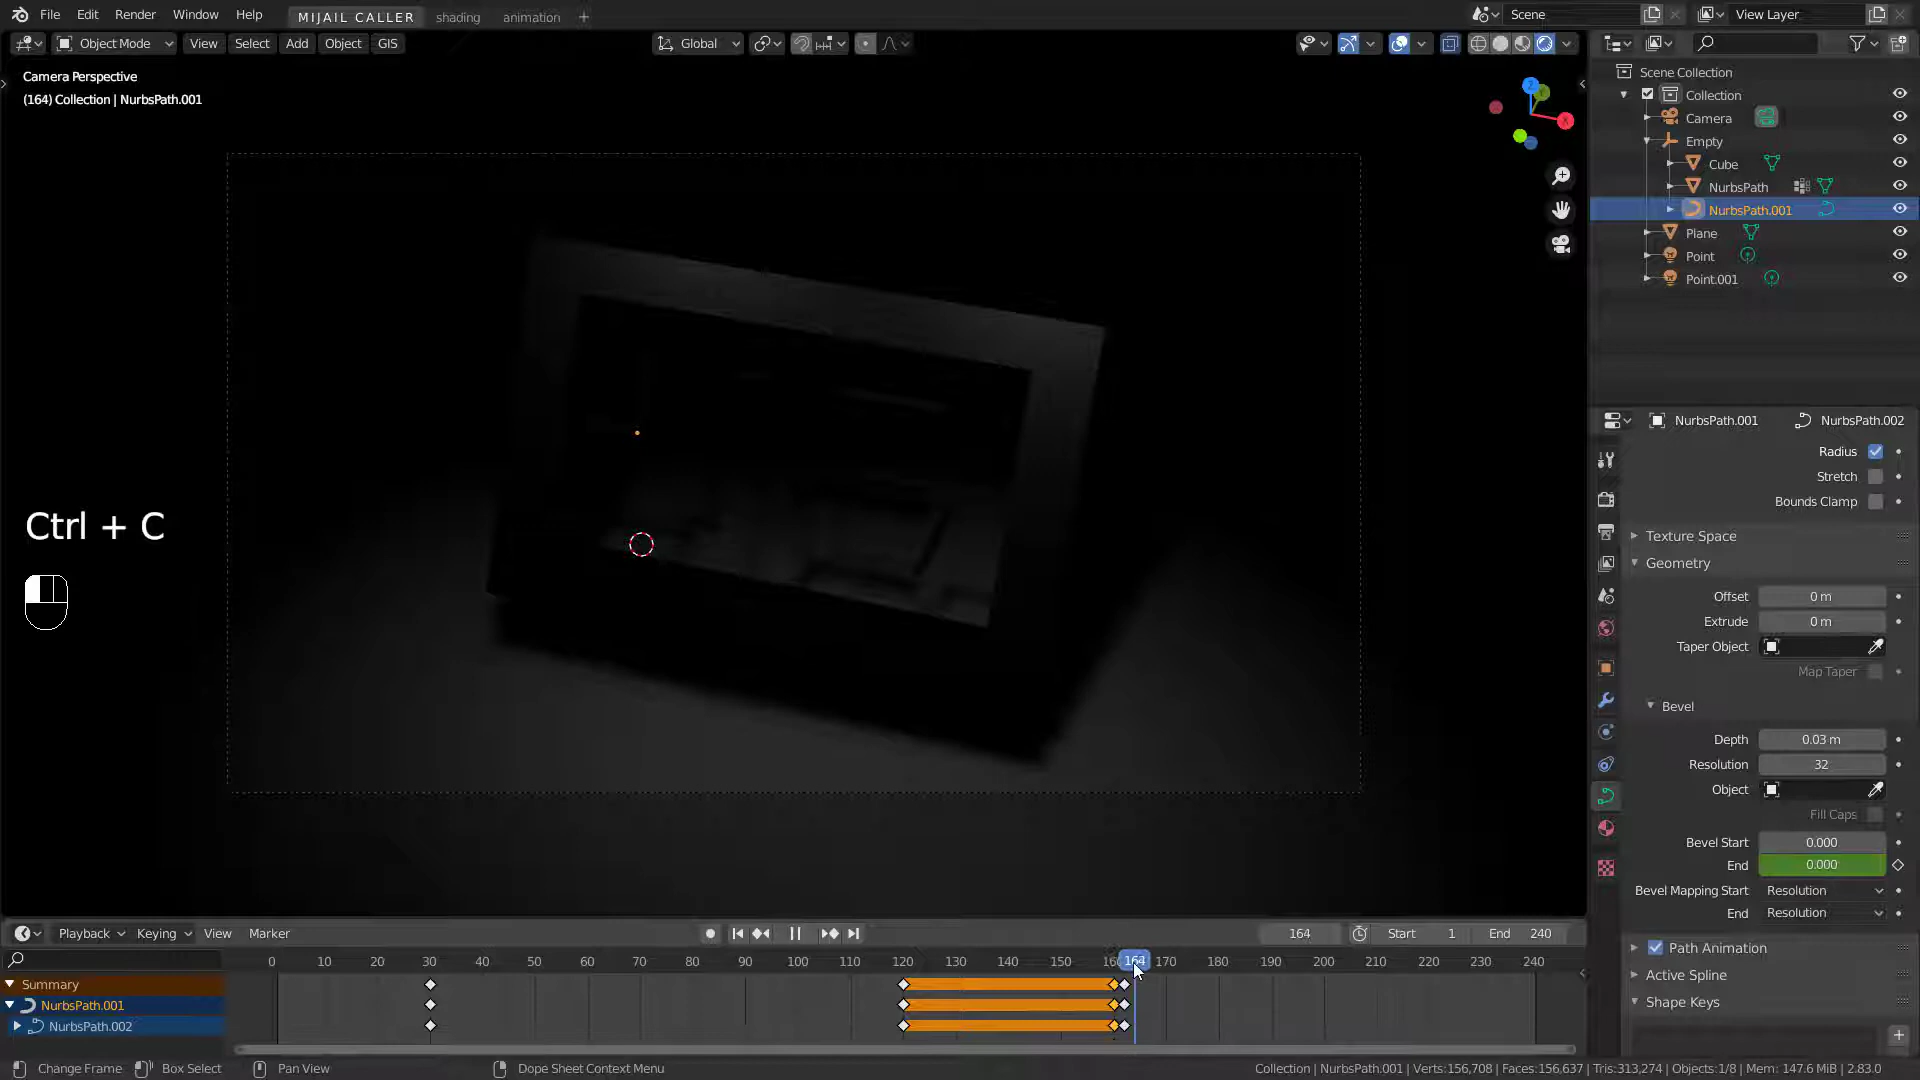 File Edit Render Window Help MIJAIL CALLER shading animation + Scene View Layer
Object Mode View Select Add Object GIS Global
Camera Perspective
(164) Collection | NurbsPath.001
Z
Y
X
Ctrl + C
Scene Collection
Collection
Camera
Empty
Cube
NurbsPath
NurbsPath.001
Plane
Point
Point.001
NurbsPath.001 NurbsPath.002
Radius
Stretch
Bounds Clamp
Texture Space
Geometry
Offset 0 m
Extrude 0 m
Taper Object
Map Taper
Bevel
Depth 0.03 m
Resolution 32
Object
Fill Caps
Bevel Start 0.000
End 0.000
Bevel Mapping Start Resolution
End Resolution
Path Animation
Active Spline
Shape Keys
Playback Keying View Marker 164 Start 1 End 240
0 10 20 30 40 50 60 70 80 90 100 110 120 130 140 150 164 170 180 190 200 210 220 230 240
Summary
NurbsPath.001
NurbsPath.002
Change Frame Box Select Pan View Dope Sheet Context Menu Collection | NurbsPath.001 | Verts:156,708 | Faces:156,637 | Tris:313,274 | Objects:1/8 | Mem: 147.6 MiB | 2.83.0